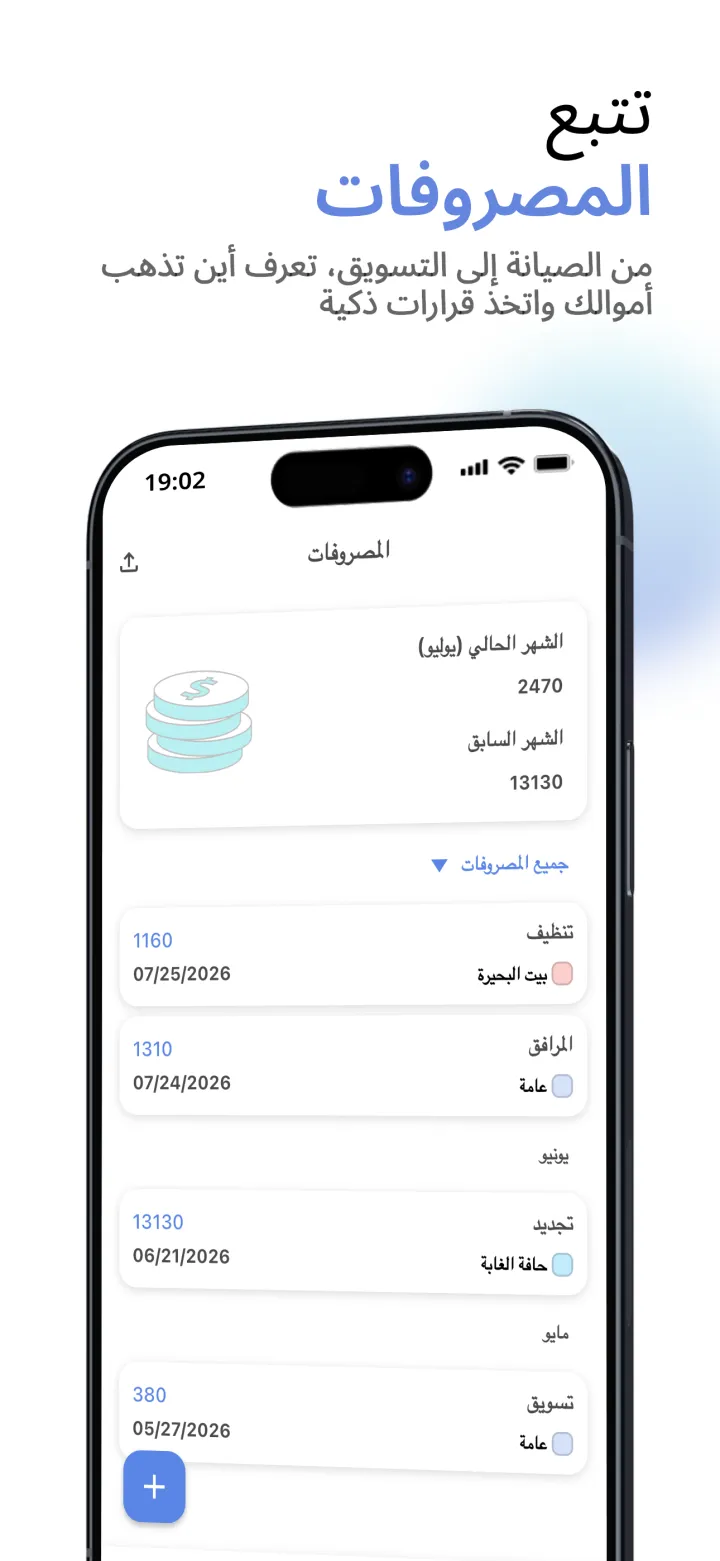 تتبع
المصروفات
من الصيانة إلى التسويق، تعرف أين تذهب
أموالك واتخذ قرارات ذكية
19:02
المصروفات
الشهر الحالي (يوليو)
2470
الشهر السابق
13130
جميع المصروفات
تنظيف
1160
بيت البحيرة
07/25/2026
المرافق
1310
عامة
07/24/2026
يونيو
تجديد
13130
حافة الغابة
06/21/2026
مايو
تسويق
380
عامة
05/27/2026